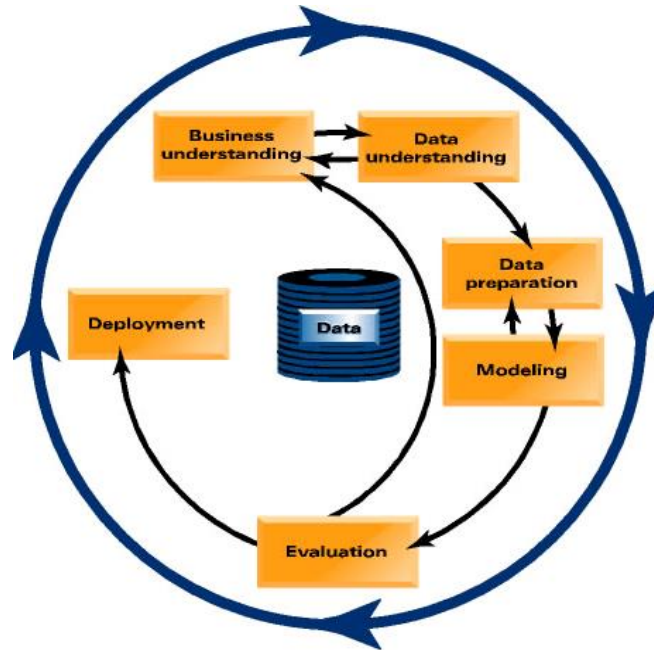 Business
understanding
Data
understanding
Data
preparation
Deployment
Data
Modeling
Evaluation